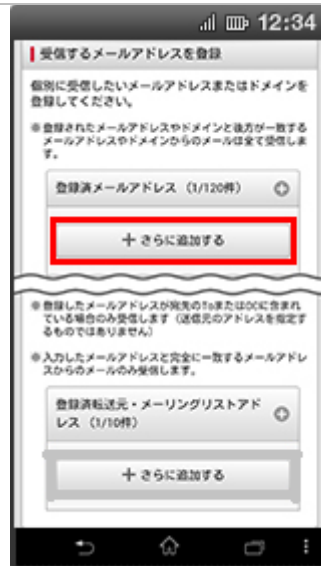 12:34
受信するメールアドレスを登録
個別に受信したいメールアドレスまたはドメインを
登録してください。
※登録されたメールアドレスやドメインと後方が一致する
メールアドレスやドメインからのメールは全て受信しま
す。
登録済メールアドレス （1/120件）
＋さらに追加する
※登録したメールアドレスが宛先のToまたはCCに含まれ
ている場合のみ受信します（送信元のアドレスを指定す
るものではありません）
※入力したメールアドレスと完全に一致するメールアドレ
スからのメールのみ受信します。
登録済転送元・メーリングリストアド
レス （1/10件）
＋さらに追加する